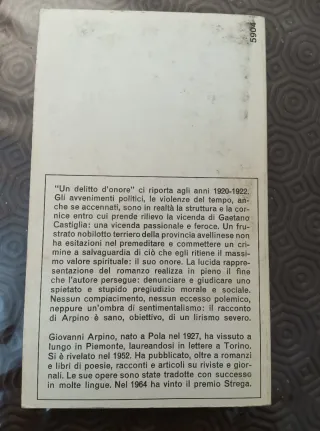 5904
"Un delitto d'onore" ci riporta agli anni 1920-1922.
Gli avvenimenti politici, le violenze del tempo, an-
che se accennati, sono in realtà la struttura e la cor-
nice entro cui prende rilievo la vicenda di Gaetano
Castiglia: una vicenda passionale e feroce. Un fru-
strato nobilotto terriero della provincia avellinese non
ha esitazioni nel premeditare e commettere un cri-
mine a salvaguardia di ciò che egli ritiene il massi-
mo valore spirituale: il suo onore. La lucida rappre-
sentazione del romanzo realizza in pieno il fine
che l'autore persegue: denunciare e giudicare uno
spietato e stupido pregiudizio morale e sociale.
Nessun compiacimento, nessun eccesso polemico,
neppure un'ombra di sentimentalismo: il racconto
di Arpino è sano, obiettivo, di un lirismo severo.
Giovanni Arpino, nato a Pola nel 1927, ha vissuto a
lungo in Piemonte, laureandosi in lettere a Torino.
Si è rivelato nel 1952. Ha pubblicato, oltre a romanzi
e libri di poesie, racconti e articoli su riviste e gior-
nali. Le sue opere sono state tradotte con successo
in molte lingue. Nel 1964 ha vinto il premio Strega.